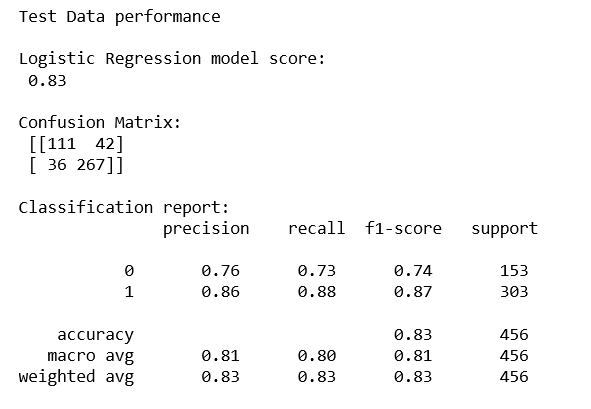 Test Data performance
Logistic Regression model score:
0.83
Confusion Matrix:
[[111  42]
[ 36 267]]
Classification report:
precision    recall  f1-score   support
0       0.76      0.73      0.74       153
1       0.86      0.88      0.87       303
accuracy                           0.83       456
macro avg       0.81      0.80      0.81       456
weighted avg       0.83      0.83      0.83       456